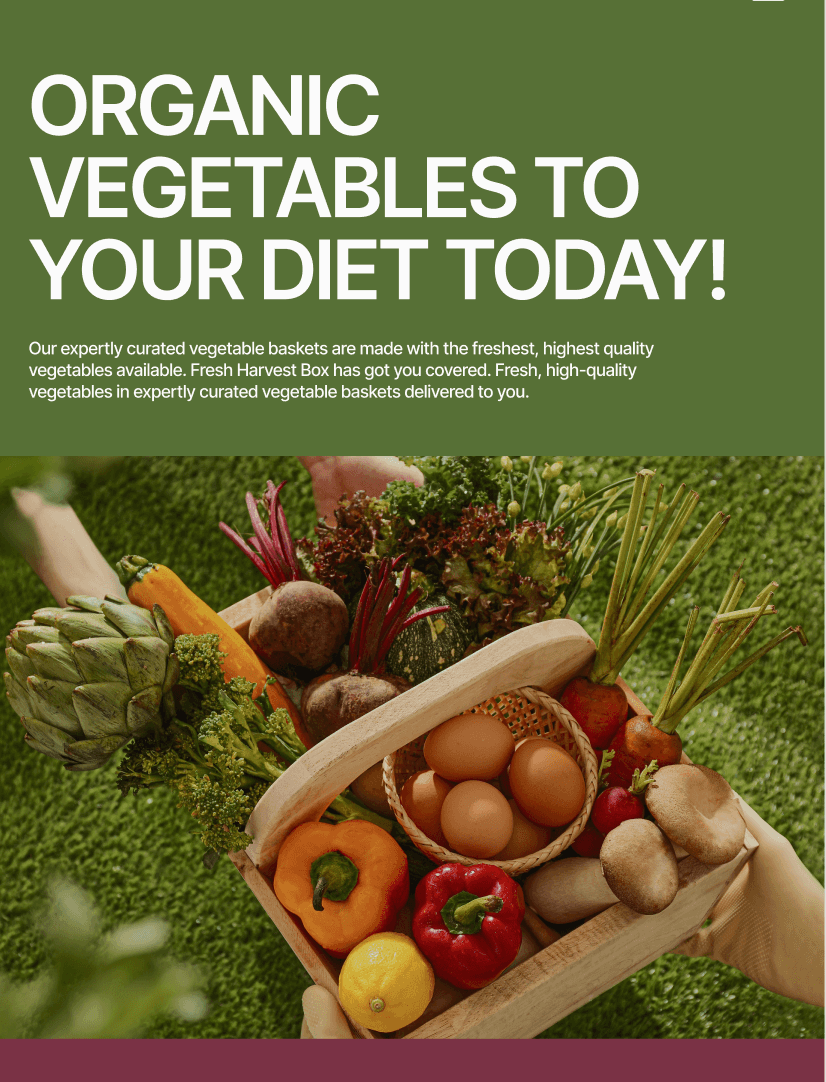 ORGANIC
VEGETABLES TO
YOUR DIET TODAY!
Our expertly curated vegetable baskets are made with the freshest, highest quality
vegetables available. Fresh Harvest Box has got you covered. Fresh, high-quality
vegetables in expertly curated vegetable baskets delivered to you.